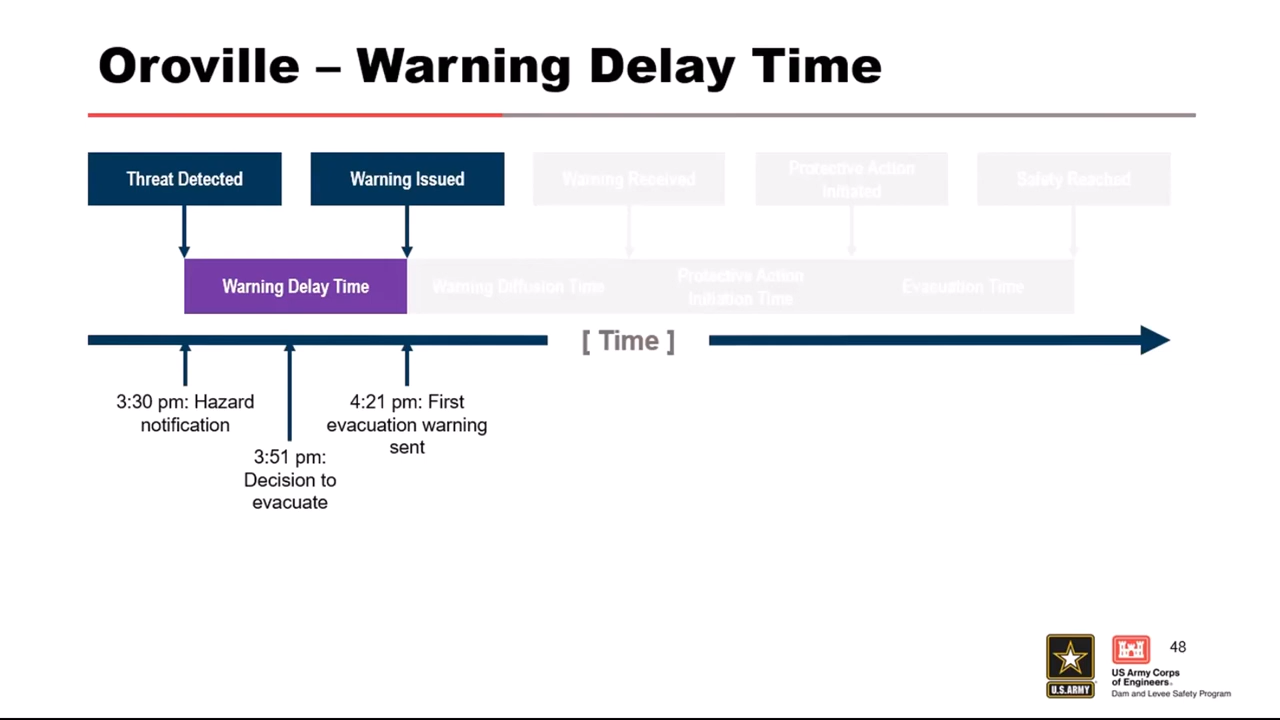 Oroville – Warning Delay Time
Threat Detected
Warning Issued
Warning Received
Protective Action
Initiated
Safety Reached
Warning Delay Time
Warning Diffusion Time
Protective Action
Initiation Time
Evacuation Time
[ Time ]
3:30 pm: Hazard
notification
4:21 pm: First
evacuation warning
sent
3:51 pm:
Decision to
evacuate
U.S.ARMY
US Army Corps
of Engineers®
Dam and Levee Safety Program
48